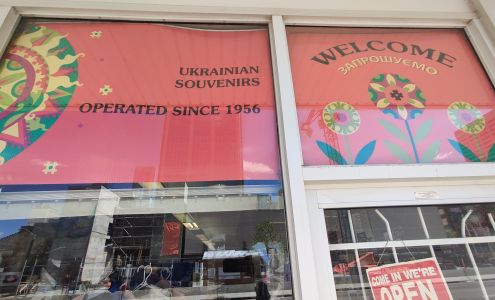 UKRAINIAN
SOUVENIRS
OPERATED SINCE 1956
WELCOME
ЗАПРОШУЄМО
COME IN WE'RE
OPEN